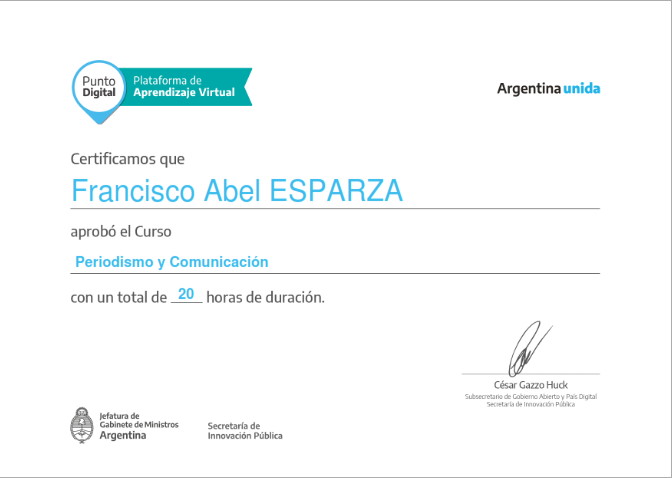 Punto
Digital
Plataforma de
Aprendizaje Virtual
Argentina unida
Certificamos que
Francisco Abel ESPARZA
aprobó el Curso
Periodismo y Comunicación
con un total de 20 horas de duración.
César Gazzo Huck
Subsecretario de Gobierno Abierto y País Digital
Secretaría de Innovación Pública
Jefatura de
Gabinete de Ministros
Argentina
Secretaría de
Innovación Pública